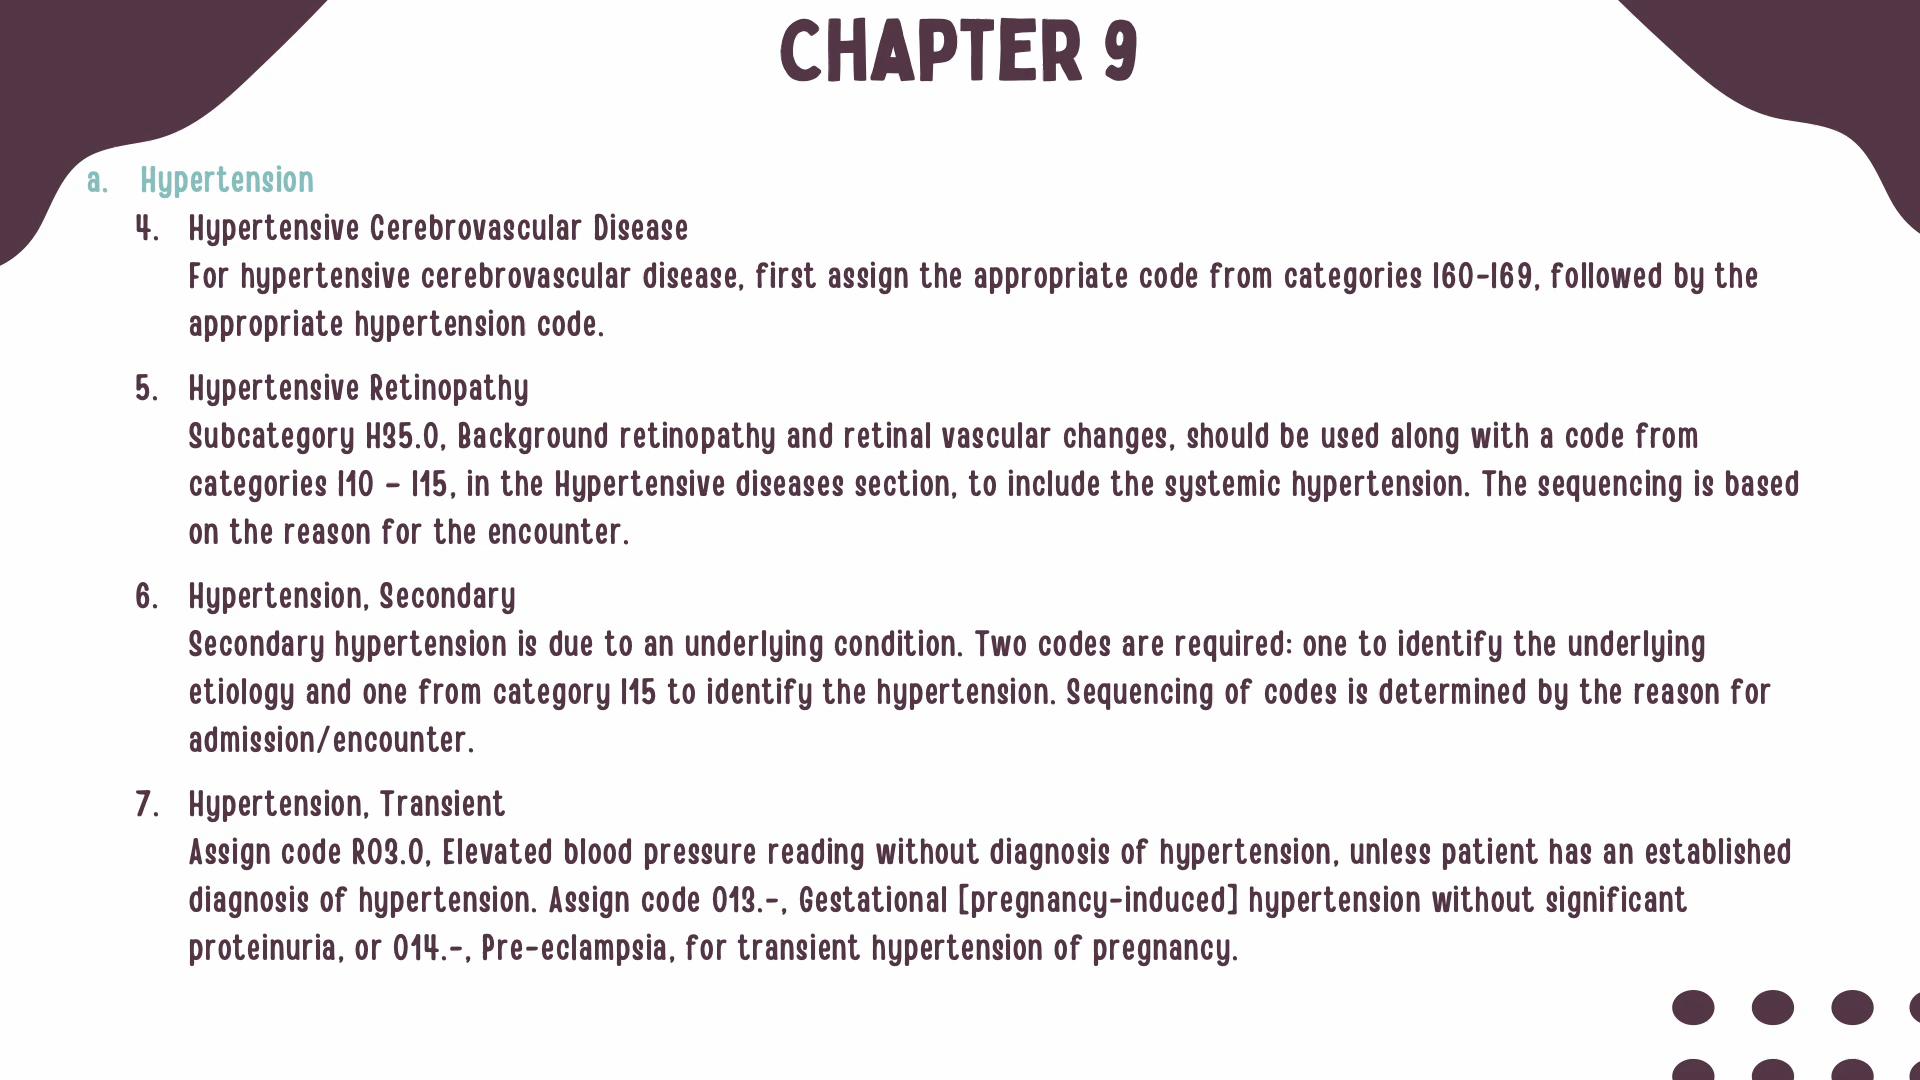 CHAPTER 9
a. Hypertension
4. Hypertensive Cerebrovascular Disease
For hypertensive cerebrovascular disease, first assign the appropriate code from categories I60-I69, followed by the
appropriate hypertension code.
5. Hypertensive Retinopathy
Subcategory H35.0, Background retinopathy and retinal vascular changes, should be used along with a code from
categories I10 – I15, in the Hypertensive diseases section, to include the systemic hypertension. The sequencing is based
on the reason for the encounter.
6. Hypertension, Secondary
Secondary hypertension is due to an underlying condition. Two codes are required: one to identify the underlying
etiology and one from category I15 to identify the hypertension. Sequencing of codes is determined by the reason for
admission/encounter.
7. Hypertension, Transient
Assign code R03.0, Elevated blood pressure reading without diagnosis of hypertension, unless patient has an established
diagnosis of hypertension. Assign code O13.-, Gestational [pregnancy-induced] hypertension without significant
proteinuria, or O14.-, Pre-eclampsia, for transient hypertension of pregnancy.